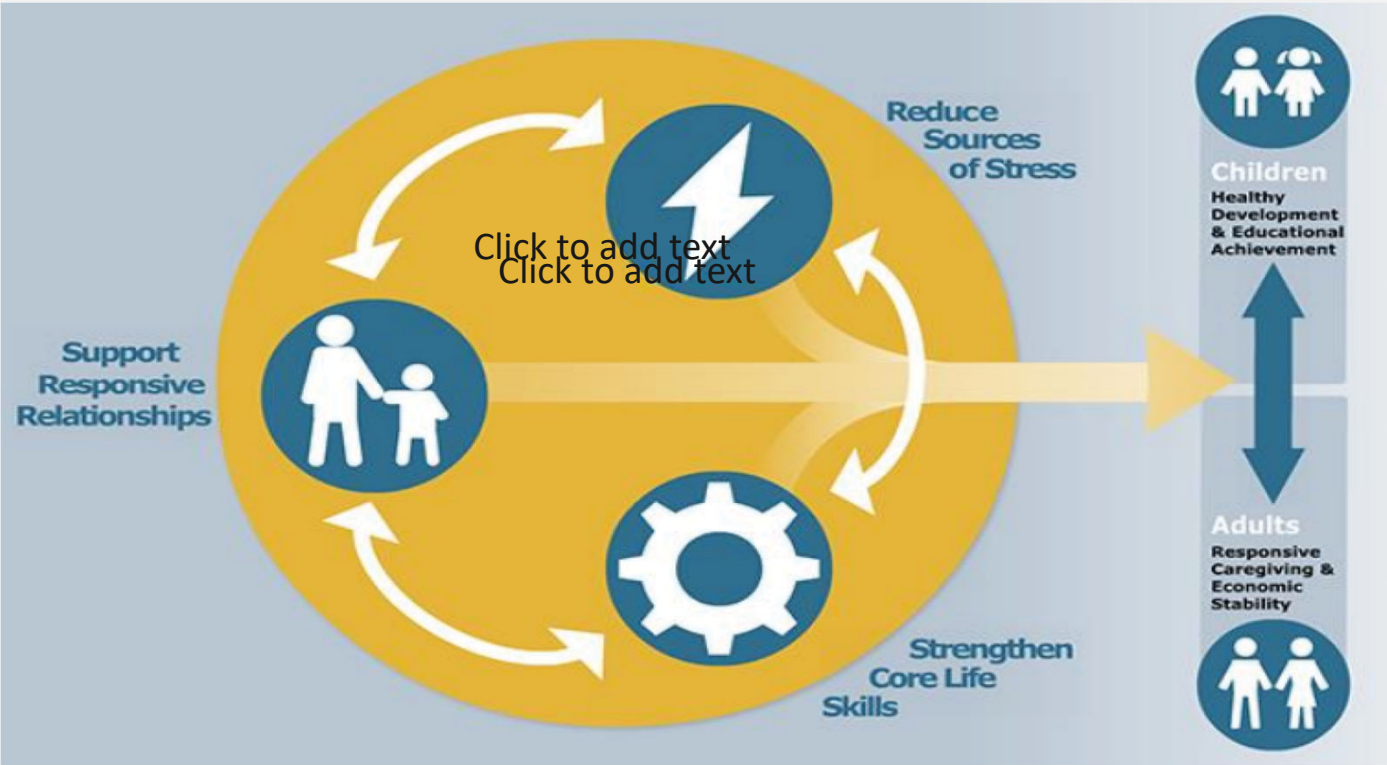 Reduce
Sources
of Stress
Click to add text
Click to add text
Support
Responsive
Relationships
Strengthen
Core Life
Skills
Children
Healthy
Development
& Educational
Achievement
Adults
Responsive
Caregiving &
Economic
Stability